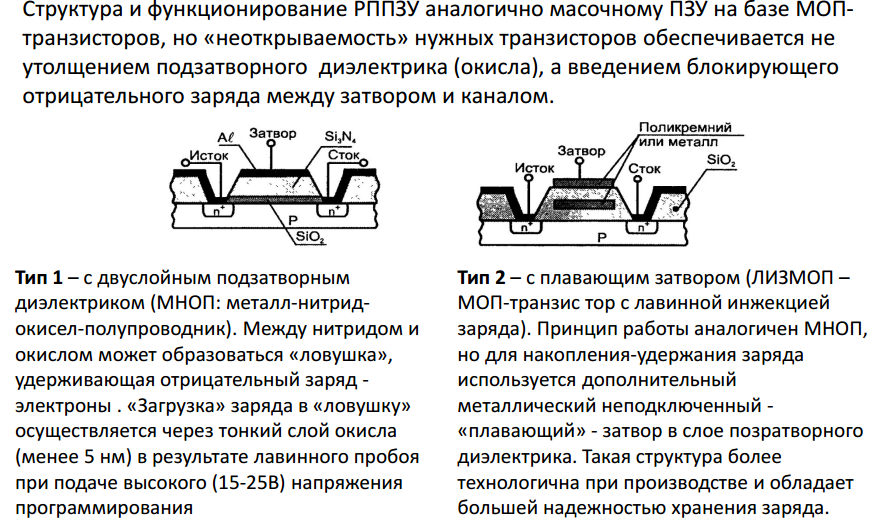 Структура и функционирование РППЗУ аналогично масочному ПЗУ на базе МОП-
транзисторов, но «неоткрываемость» нужных транзисторов обеспечивается не
утолщением подзатворного диэлектрика (окисла), а введением блокирующего
отрицательного заряда между затвором и каналом.
Aℓ Затвор Si₃N₄
Исток Сток
n⁺ P n⁺
SiO₂
Поликремний
или металл
Затвор SiO₂
Исток Сток
n⁺ P n⁺
Тип 1 – с двуслойным подзатворным
диэлектриком (МНОП: металл-нитрид-
окисел-полупроводник). Между нитридом и
окислом может образоваться «ловушка»,
удерживающая отрицательный заряд -
электроны . «Загрузка» заряда в «ловушку»
осуществляется через тонкий слой окисла
(менее 5 нм) в результате лавинного пробоя
при подаче высокого (15-25В) напряжения
программирования
Тип 2 – с плавающим затвором (ЛИЗМОП –
МОП-транзис тор с лавинной инжекцией
заряда). Принцип работы аналогичен МНОП,
но для накопления-удержания заряда
используется дополнительный
металлический неподключенный -
«плавающий» - затвор в слое позратворного
диэлектрика. Такая структура более
технологична при производстве и обладает
большей надежностью хранения заряда.